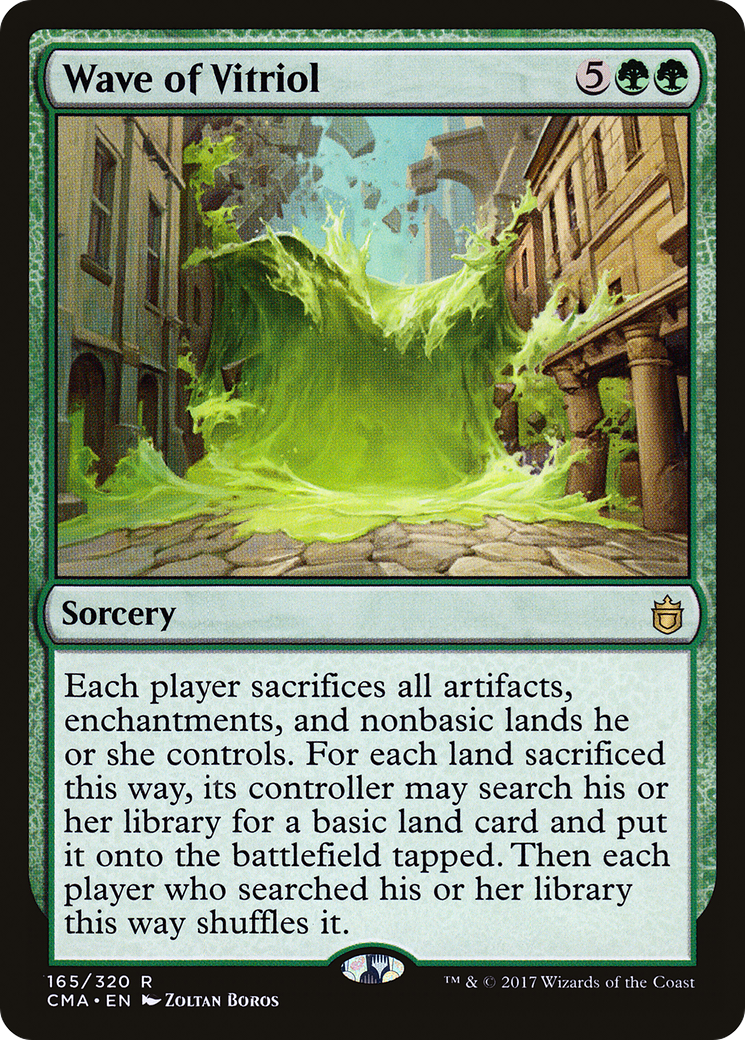 Wave of Vitriol 5
Sorcery
Each player sacrifices all artifacts,
enchantments, and nonbasic lands he
or she controls. For each land sacrificed
this way, its controller may search his or
her library for a basic land card and put
it onto the battlefield tapped. Then each
player who searched his or her library
this way shuffles it.
165/320 R
CMA • EN Zoltan Boros
™ & © 2017 Wizards of the Coast